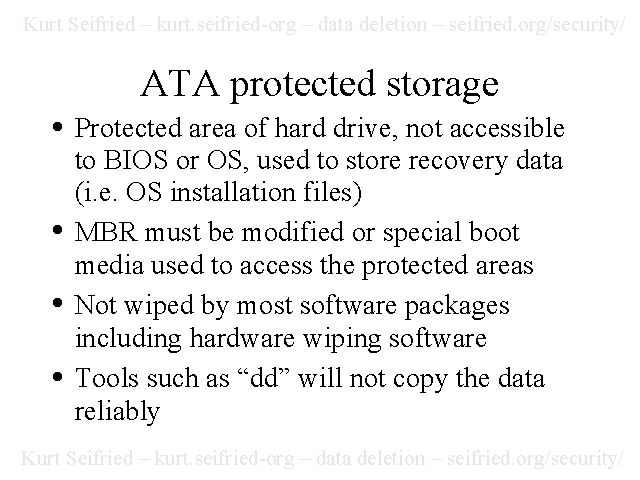 Kurt Seifried – kurt.seifried-org – data deletion – seifried.org/security/
ATA protected storage
• Protected area of hard drive, not accessible
to BIOS or OS, used to store recovery data
(i.e. OS installation files)
• MBR must be modified or special boot
media used to access the protected areas
• Not wiped by most software packages
including hardware wiping software
• Tools such as “dd” will not copy the data
reliably
Kurt Seifried – kurt.seifried-org – data deletion – seifried.org/security/